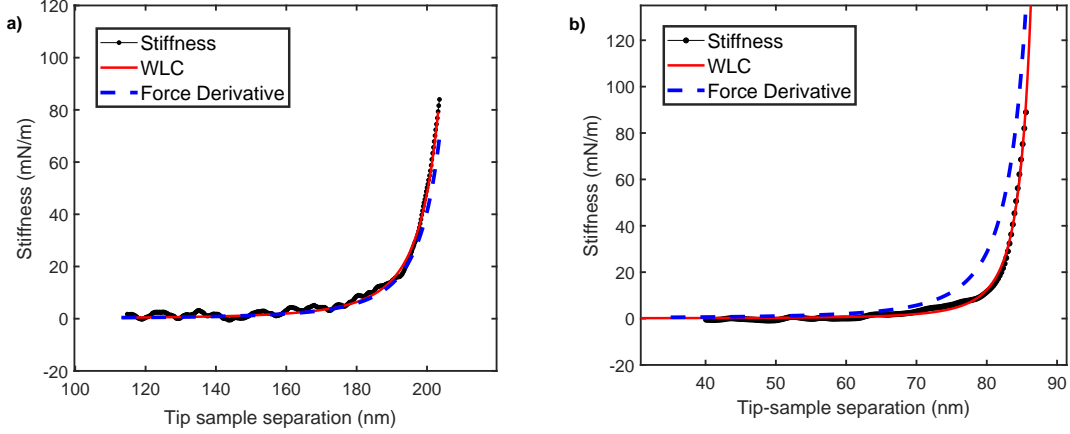 a)
120
100
80
60
40
20
0
-20
Stiffness (mN/m)
Stiffness
WLC
Force Derivative
100 120 140 160 180 200
Tip sample separation (nm)
b)
120
100
80
60
40
20
0
-20
Stiffness (mN/m)
Stiffness
WLC
Force Derivative
40 50 60 70 80 90
Tip-sample separation (nm)